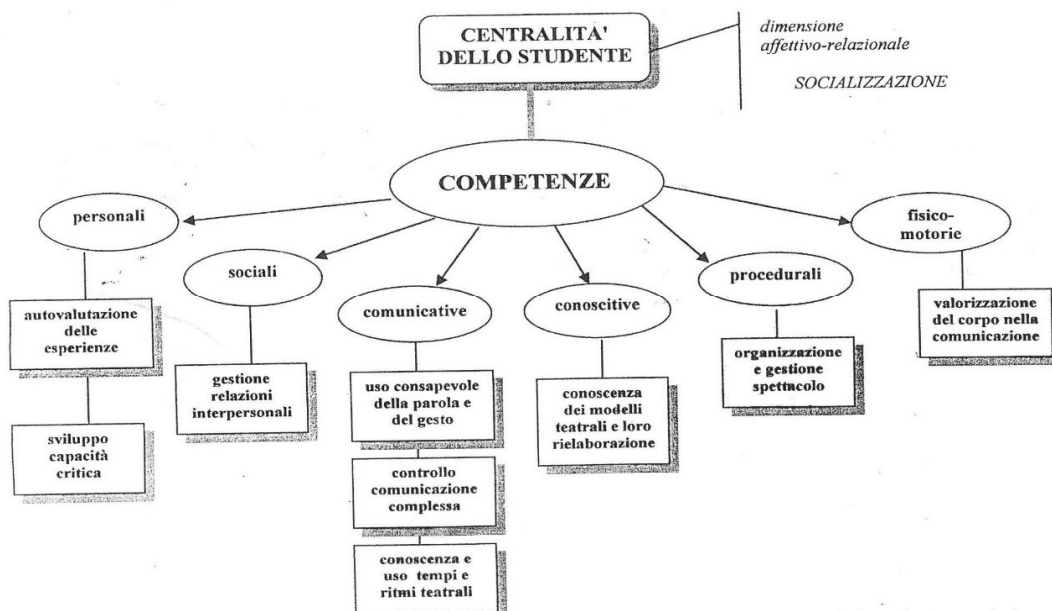 CENTRALITA'
DELLO STUDENTE
dimensione
affettivo-relazionale
SOCIALIZZAZIONE
COMPETENZE
personali
autovalutazione
delle
esperienze
sviluppo
capacità
critica
sociali
gestione
relazioni
interpersonali
comunicative
uso consapevole
della parola e
del gesto
controllo
comunicazione
complessa
conoscenza e
uso tempi e
ritmi teatrali
conoscitive
conoscenza
dei modelli
teatrali e loro
rielaborazione
procedurali
organizzazione
e gestione
spettacolo
fisico-
motorie
valorizzazione
del corpo nella
comunicazione